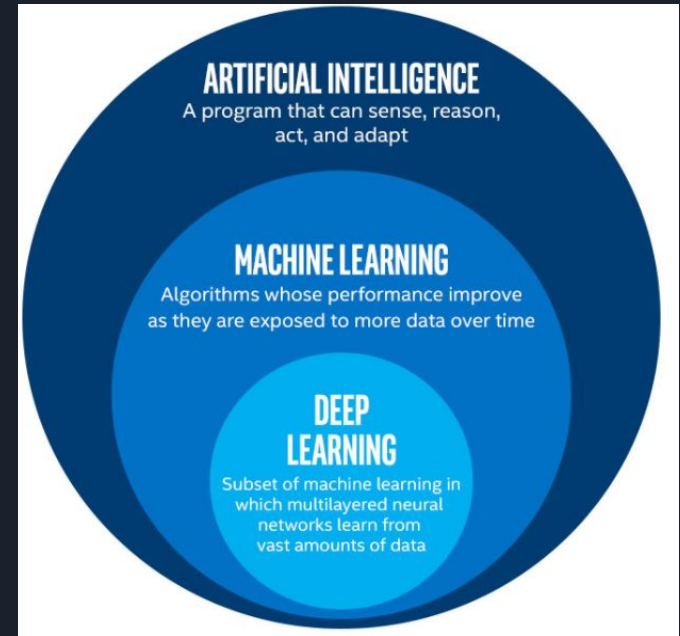 ARTIFICIAL INTELLIGENCE
A program that can sense, reason,
act, and adapt
MACHINE LEARNING
Algorithms whose performance improve
as they are exposed to more data over time
DEEP
LEARNING
Subset of machine learning in
which multilayered neural
networks learn from
vast amounts of data